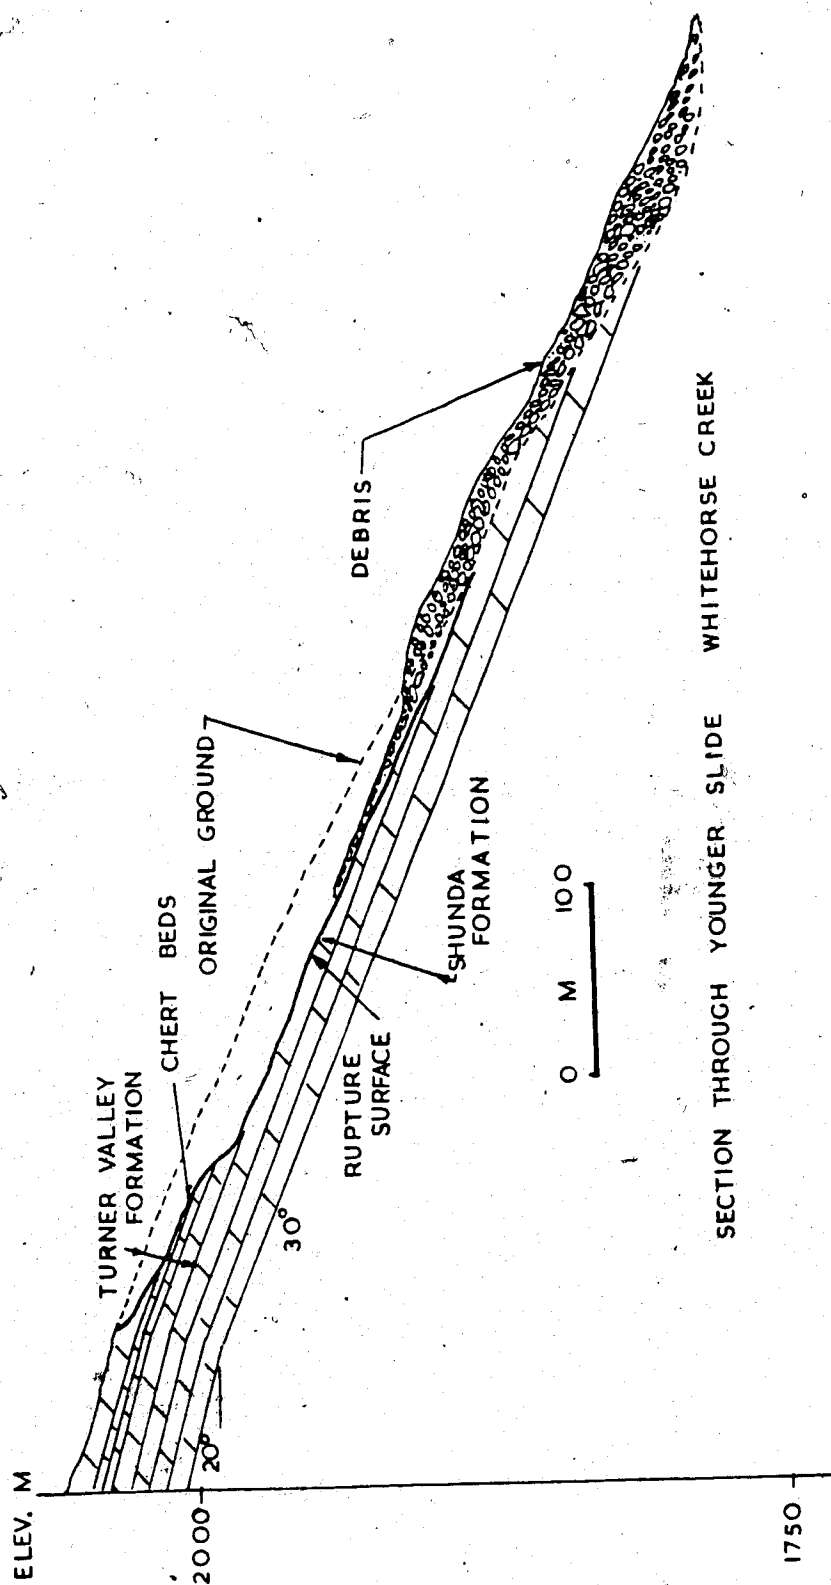 ELEV. M
2000
1750
20°
30°
TURNER VALLEY
FORMATION
CHERT BEDS
ORIGINAL GROUND
DEBRIS
RUPTURE
SURFACE
SHUNDA
FORMATION
0 M 100
SECTION THROUGH YOUNGER SLIDE WHITEHORSE CREEK